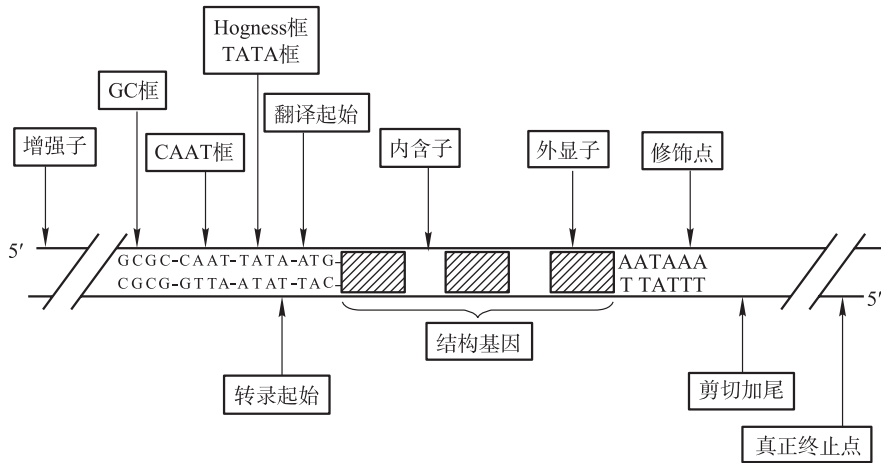 Hogness框
TATA框
GC框
翻译起始
增强子
CAAT框
内含子
外显子
修饰点
5′
GCGC-CAAT-TATA-ATG-
AATAAA
CGCG-GTTA-ATAT-TAC-
T TATTT
5′
结构基因
转录起始
剪切加尾
真正终止点